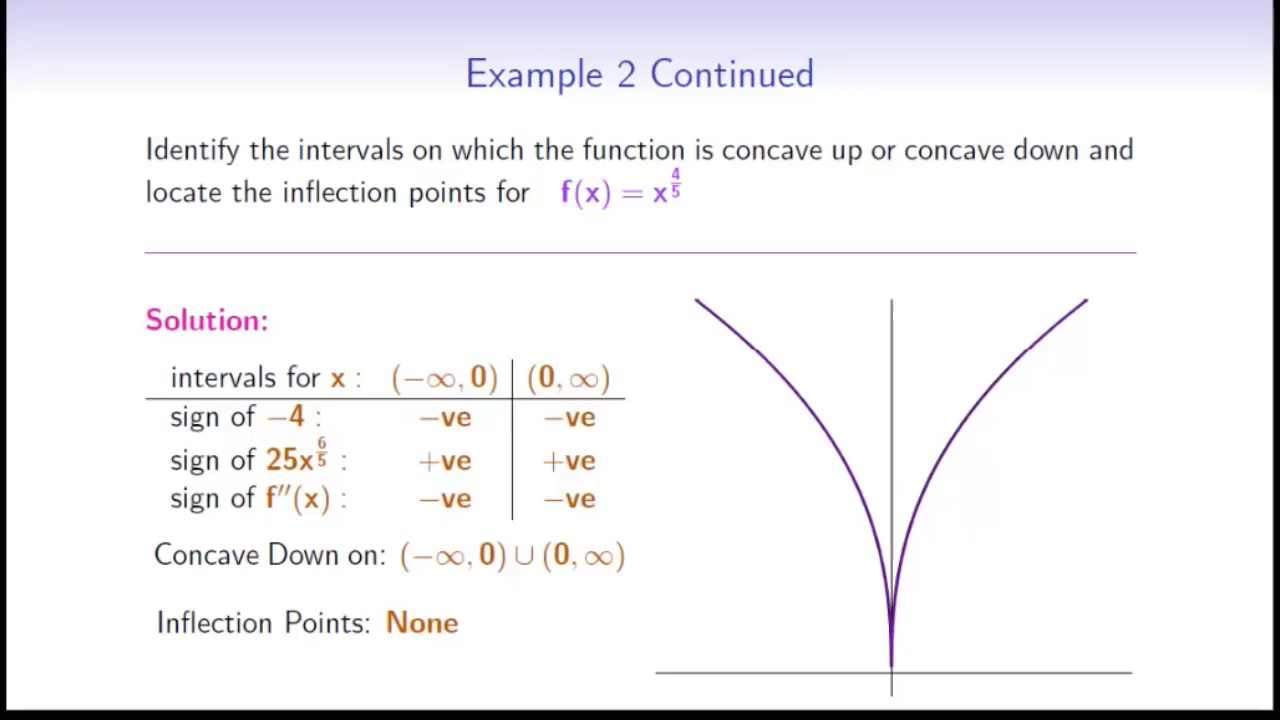 Example 2 Continued
Identify the intervals on which the function is concave up or concave down and
locate the inflection points for f(x) = x^{4/5}
Solution:
intervals for x : (−∞, 0) (0, ∞)
sign of −4 : −ve −ve
sign of 25x^{6/5} : +ve +ve
sign of f″(x) : −ve −ve
Concave Down on: (−∞, 0) ∪ (0, ∞)
Inflection Points: None